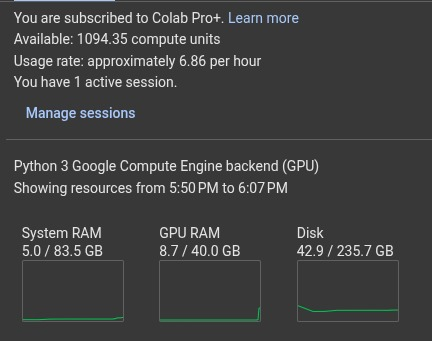 You are subscribed to Colab Pro+. Learn more
Available: 1094.35 compute units
Usage rate: approximately 6.86 per hour
You have 1 active session.
Manage sessions
Python 3 Google Compute Engine backend (GPU)
Showing resources from 5:50 PM to 6:07 PM
System RAM GPU RAM Disk
5.0 / 83.5 GB 8.7 / 40.0 GB 42.9 / 235.7 GB